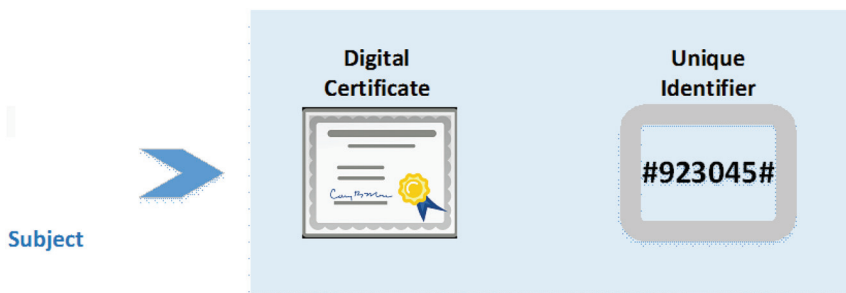 Digital
Certificate
Unique
Identifier
#923045#
Subject